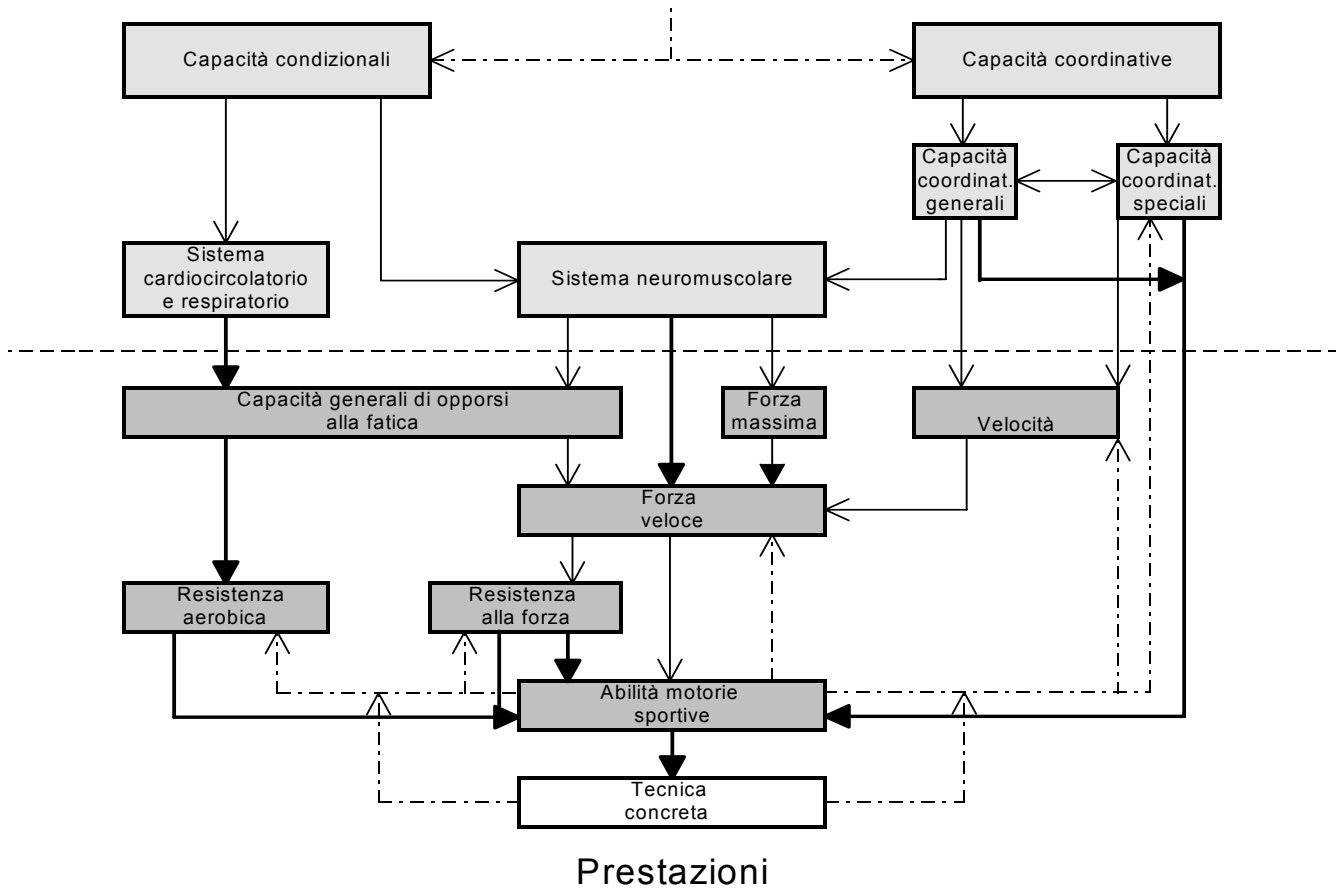 Capacità condizionali
Capacità coordinative
Capacità
coordinat.
generali
Capacità
coordinat.
speciali
Sistema
cardiocircolatorio
e respiratorio
Sistema neuromuscolare
Capacità generali di opporsi
alla fatica
Forza
massima
Velocità
Forza
veloce
Resistenza
aerobica
Resistenza
alla forza
Abilità motorie
sportive
Tecnica
concreta
Prestazioni